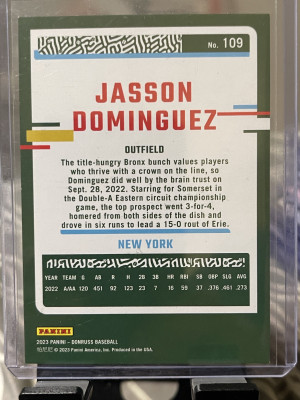 No. 109
JASSON
DOMINGUEZ
OUTFIELD
The title-hungry Bronx bunch values players
who thrive with a crown on the line, so
Dominguez did well by the brain trust on
Sept. 28, 2022. Starring for Somerset in
the Double-A Eastern circuit championship
game, the top prospect went 3-for-4,
homered from both sides of the dish and
drove in six runs to lead a 15-0 rout of Erie.
NEW YORK
YEAR TEAM G AB R H 2B 3B HR RBI SB OBP SLG AVG
2022 A/AA 120 451 92 123 23 7 16 59 37 .376 .461 .273
PANINI
2023 PANINI – DONRUSS BASEBALL
© 2023 Panini America, Inc. Produced in the USA.